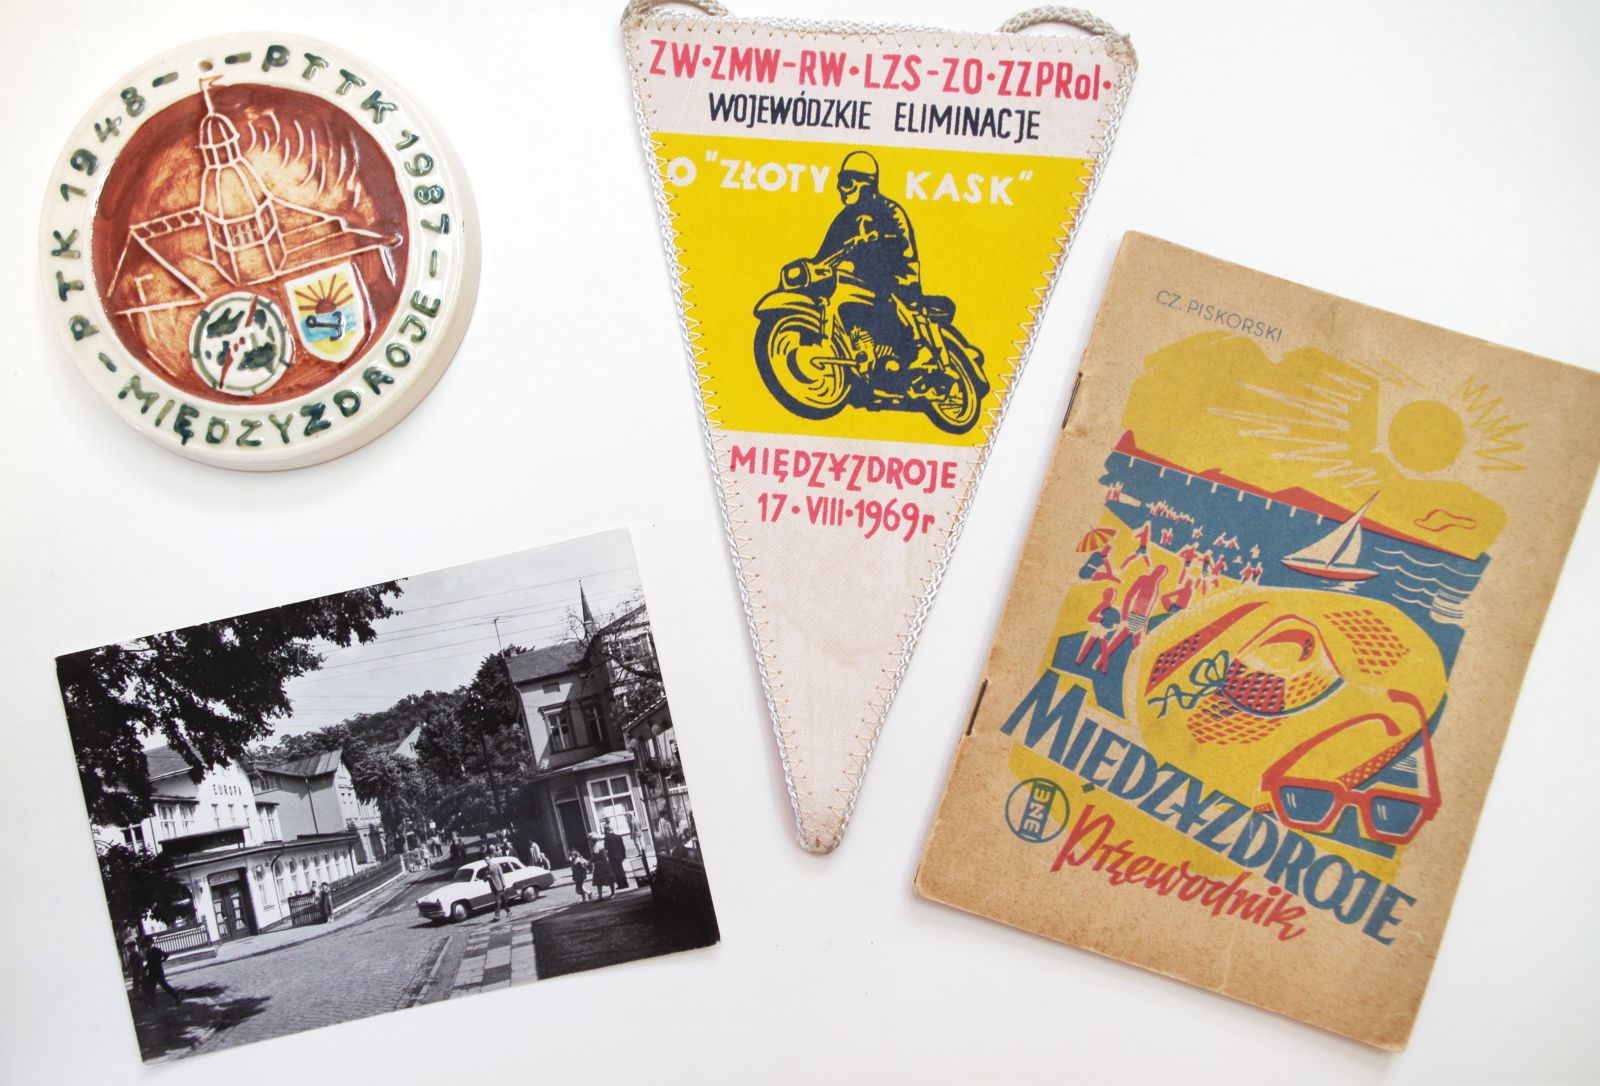 PTTK 1948 - · - PTTK 1987 - MIĘDZYZDROJE -
ZW·ZMW-RW·LZS-ZO·ZZPRol·
WOJEWÓDZKIE ELIMINACJE
O "ZŁOTY KASK"
MIĘDZYZDROJE
17·VIII·1969r
CZ. PISKORSKI
MIĘDZYZDROJE
Przewodnik
EUROPA